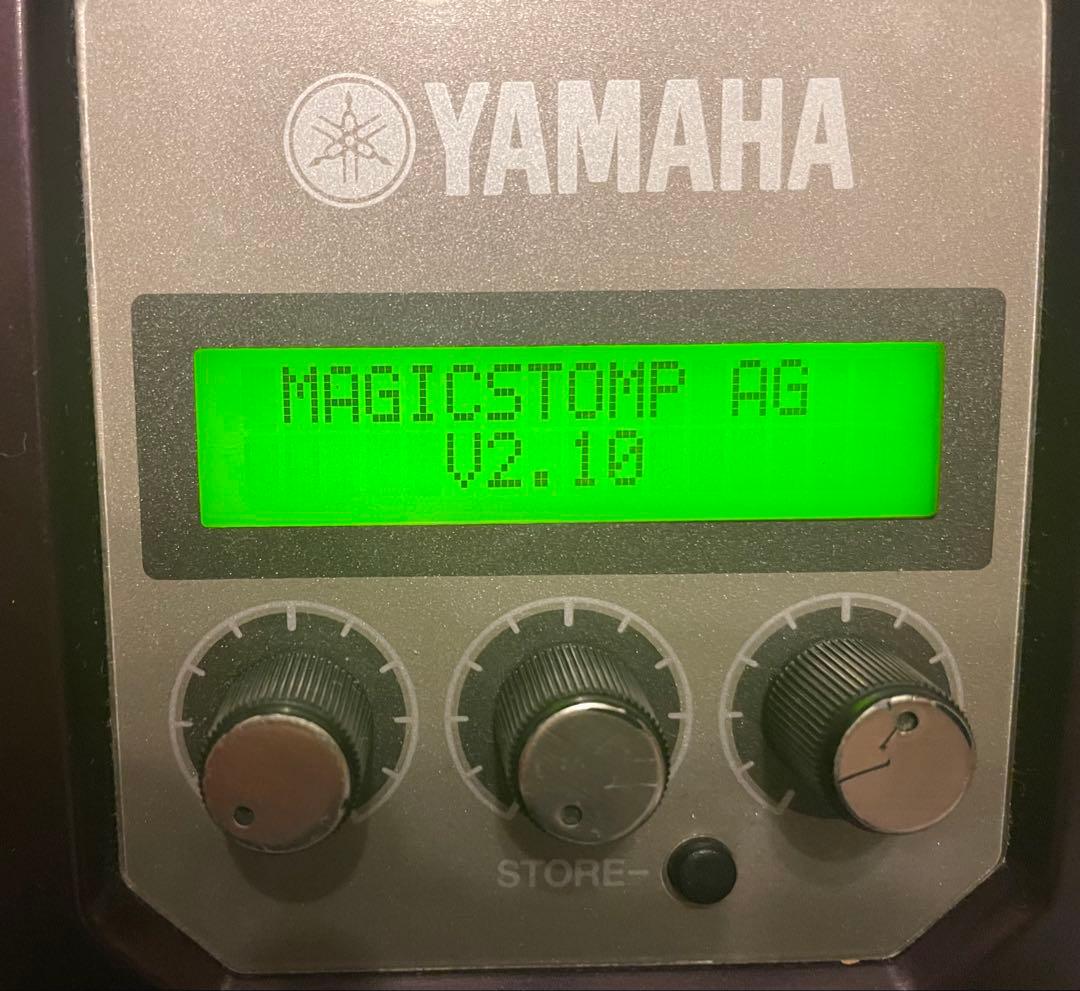 YAMAHA
MAGICSTOMP AG
V2.10
STORE-